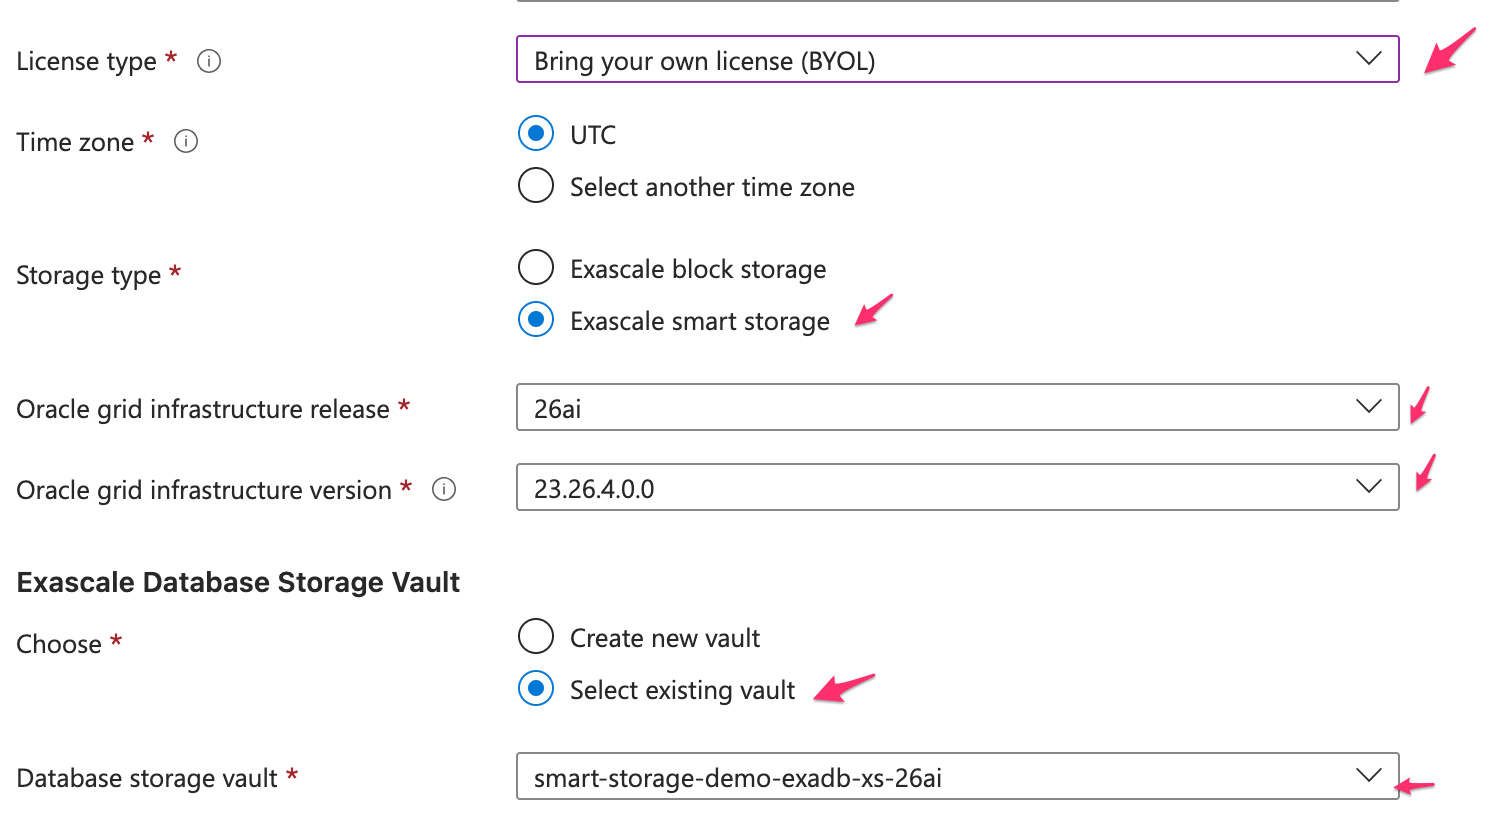 License type *
Bring your own license (BYOL)
Time zone *
UTC
Select another time zone
Storage type *
Exascale block storage
Exascale smart storage
Oracle grid infrastructure release *
26ai
Oracle grid infrastructure version *
23.26.4.0.0
Exascale Database Storage Vault
Choose *
Create new vault
Select existing vault
Database storage vault *
smart-storage-demo-exadb-xs-26ai